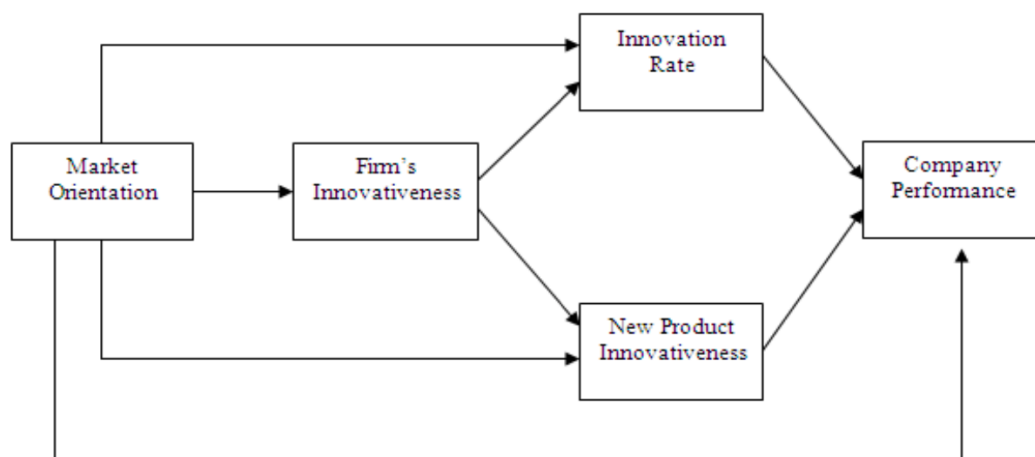 Innovation
Rate
Market
Orientation
Firm's
Innovativeness
Company
Performance
New Product
Innovativeness